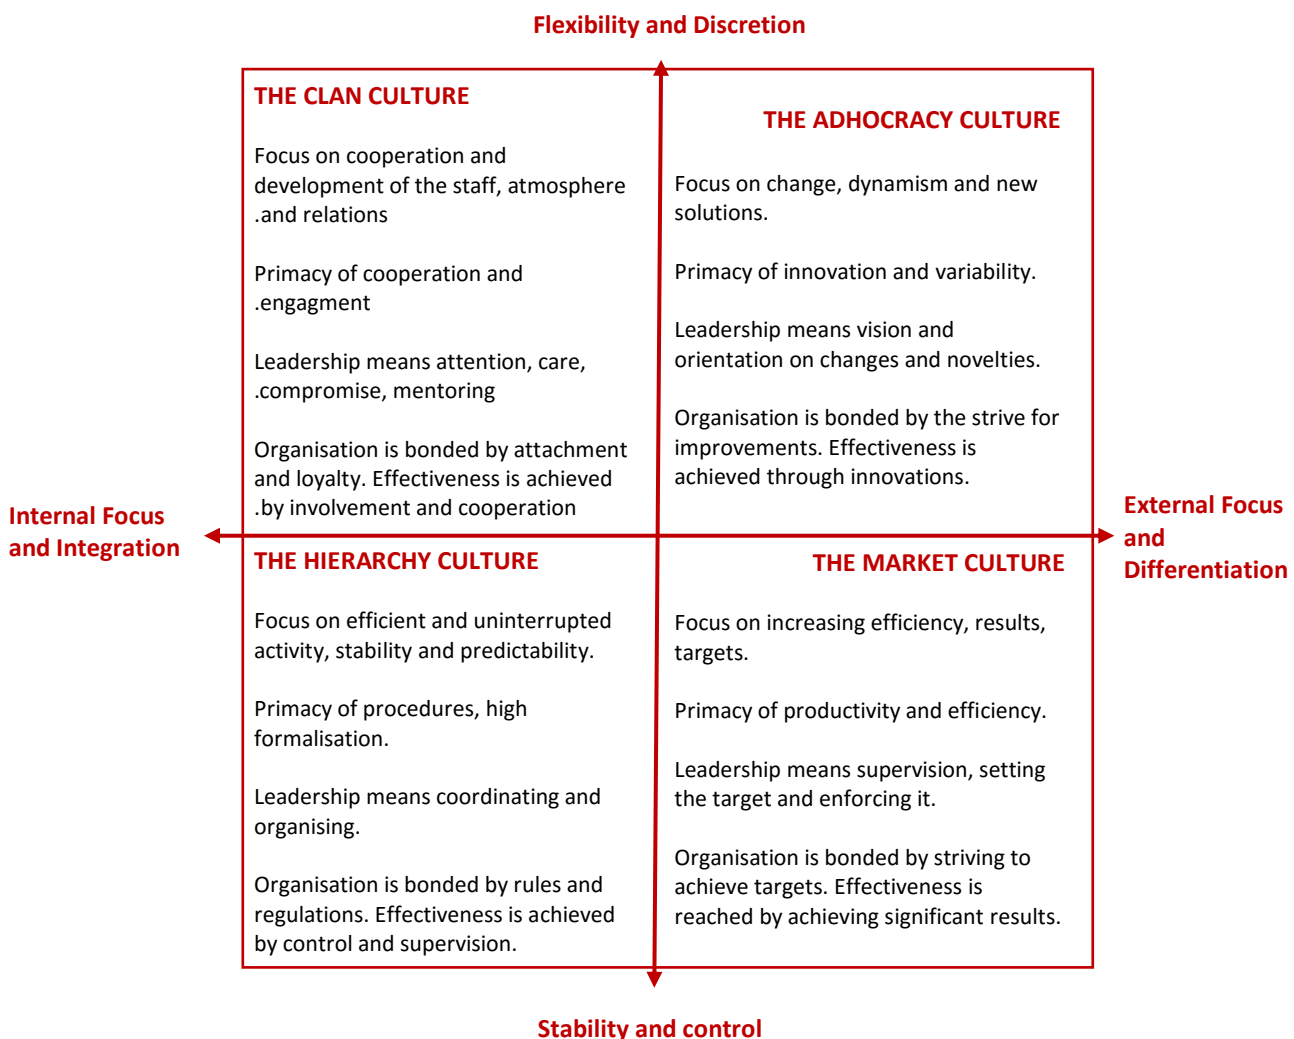 Flexibility and Discretion
THE CLAN CULTURE
Focus on cooperation and
development of the staff, atmosphere
.and relations
Primacy of cooperation and
.engagment
Leadership means attention, care,
.compromise, mentoring
Organisation is bonded by attachment
and loyalty. Effectiveness is achieved
.by involvement and cooperation
THE ADHOCRACY CULTURE
Focus on change, dynamism and new
solutions.
Primacy of innovation and variability.
Leadership means vision and
orientation on changes and novelties.
Organisation is bonded by the strive for
improvements. Effectiveness is
achieved through innovations.
Internal Focus
and Integration
External Focus
and
Differentiation
THE HIERARCHY CULTURE
Focus on efficient and uninterrupted
activity, stability and predictability.
Primacy of procedures, high
formalisation.
Leadership means coordinating and
organising.
Organisation is bonded by rules and
regulations. Effectiveness is achieved
by control and supervision.
THE MARKET CULTURE
Focus on increasing efficiency, results,
targets.
Primacy of productivity and efficiency.
Leadership means supervision, setting
the target and enforcing it.
Organisation is bonded by striving to
achieve targets. Effectiveness is
reached by achieving significant results.
Stability and control